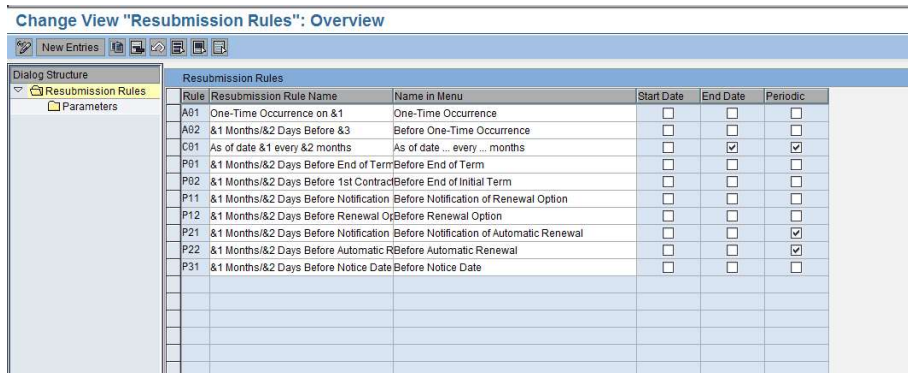 Change View "Resubmission Rules": Overview
New Entries
Dialog Structure
Resubmission Rules
Parameters
Resubmission Rules
Rule Resubmission Rule Name Name in Menu Start Date End Date Periodic
A01 One-Time Occurrence on &1 One-Time Occurrence
A02 &1 Months/&2 Days Before &3 Before One-Time Occurrence
C01 As of date &1 every &2 months As of date ... every ... months
P01 &1 Months/&2 Days Before End of Term Before End of Term
P02 &1 Months/&2 Days Before 1st Contract Before End of Initial Term
P11 &1 Months/&2 Days Before Notification Before Notification of Renewal Option
P12 &1 Months/&2 Days Before Renewal Op Before Renewal Option
P21 &1 Months/&2 Days Before Notification Before Notification of Automatic Renewal
P22 &1 Months/&2 Days Before Automatic R Before Automatic Renewal
P31 &1 Months/&2 Days Before Notice Date Before Notice Date